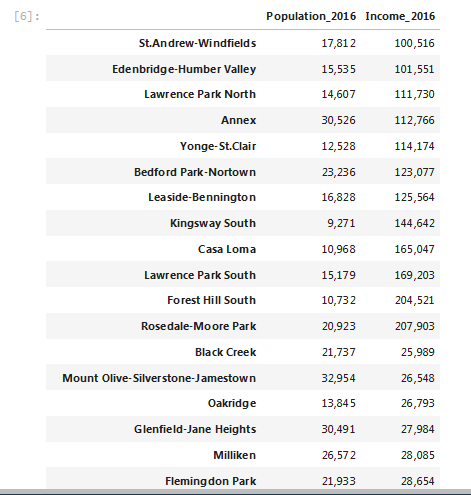 [6]:
Population_2016 Income_2016
St.Andrew-Windfields 17,812 100,516
Edenbridge-Humber Valley 15,535 101,551
Lawrence Park North 14,607 111,730
Annex 30,526 112,766
Yonge-St.Clair 12,528 114,174
Bedford Park-Nortown 23,236 123,077
Leaside-Bennington 16,828 125,564
Kingsway South 9,271 144,642
Casa Loma 10,968 165,047
Lawrence Park South 15,179 169,203
Forest Hill South 10,732 204,521
Rosedale-Moore Park 20,923 207,903
Black Creek 21,737 25,989
Mount Olive-Silverstone-Jamestown 32,954 26,548
Oakridge 13,845 26,793
Glenfield-Jane Heights 30,491 27,984
Milliken 26,572 28,085
Flemingdon Park 21,933 28,654